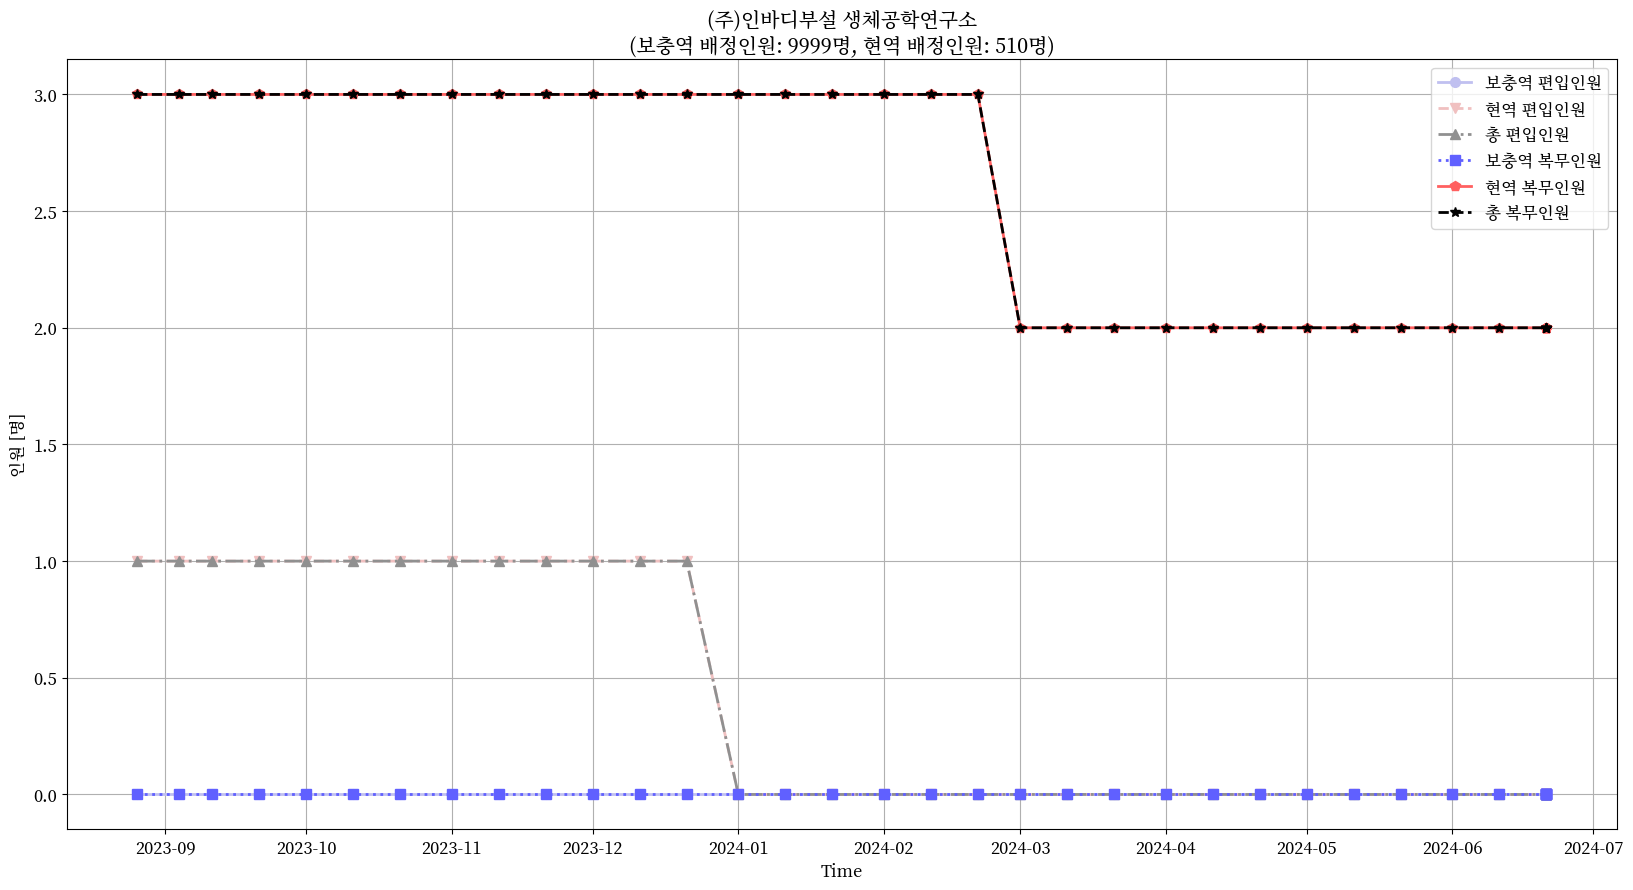 (주)인바디부설 생체공학연구소
(보충역 배정인원: 9999명, 현역 배정인원: 510명)
보충역 편입인원
현역 편입인원
총 편입인원
보충역 복무인원
현역 복무인원
총 복무인원
인원 [명]
3.0
2.5
2.0
1.5
1.0
0.5
0.0
2023-09
2023-10
2023-11
2023-12
2024-01
2024-02
2024-03
2024-04
2024-05
2024-06
2024-07
Time